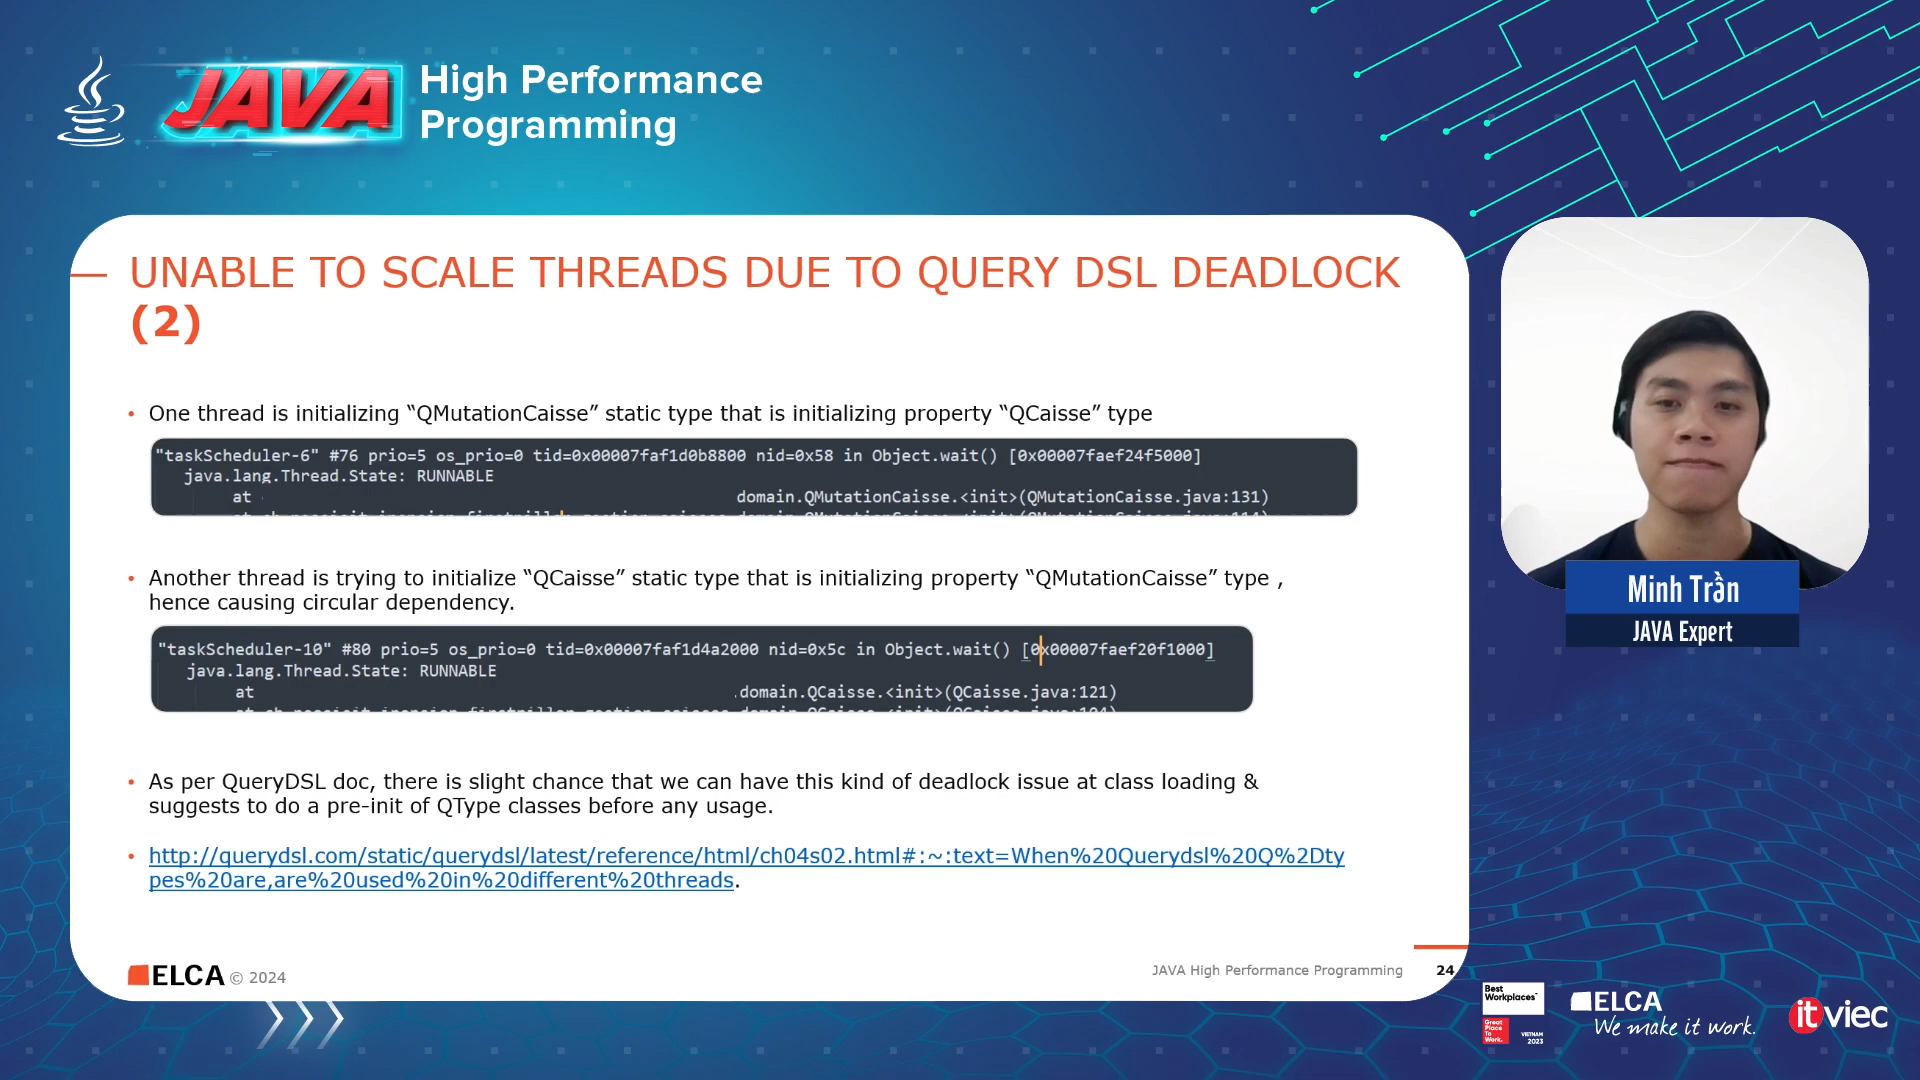 JAVA
High Performance
Programming
UNABLE TO SCALE THREADS DUE TO QUERY DSL DEADLOCK
(2)
• One thread is initializing “QMutationCaisse” static type that is initializing property “QCaisse” type
"taskScheduler-6" #76 prio=5 os_prio=0 tid=0x00007faf1d0b8800 nid=0x58 in Object.wait() [0x00007faef24f5000]
java.lang.Thread.State: RUNNABLE
at domain.QMutationCaisse.<init>(QMutationCaisse.java:131)
• Another thread is trying to initialize “QCaisse” static type that is initializing property “QMutationCaisse” type ,
hence causing circular dependency.
"taskScheduler-10" #80 prio=5 os_prio=0 tid=0x00007faf1d4a2000 nid=0x5c in Object.wait() [0x00007faef20f1000]
java.lang.Thread.State: RUNNABLE
at .domain.QCaisse.<init>(QCaisse.java:121)
• As per QueryDSL doc, there is slight chance that we can have this kind of deadlock issue at class loading &
suggests to do a pre-init of QType classes before any usage.
• http://querydsl.com/static/querydsl/latest/reference/html/ch04s02.html#:~:text=When%20Querydsl%20Q%2Dty
pes%20are,are%20used%20in%20different%20threads.
ELCA © 2024
JAVA High Performance Programming 24
Minh Trần
JAVA Expert
Best
Workplaces™
Great
Place
To
Work.
VIETNAM
2023
ELCA
We make it work.
itviec